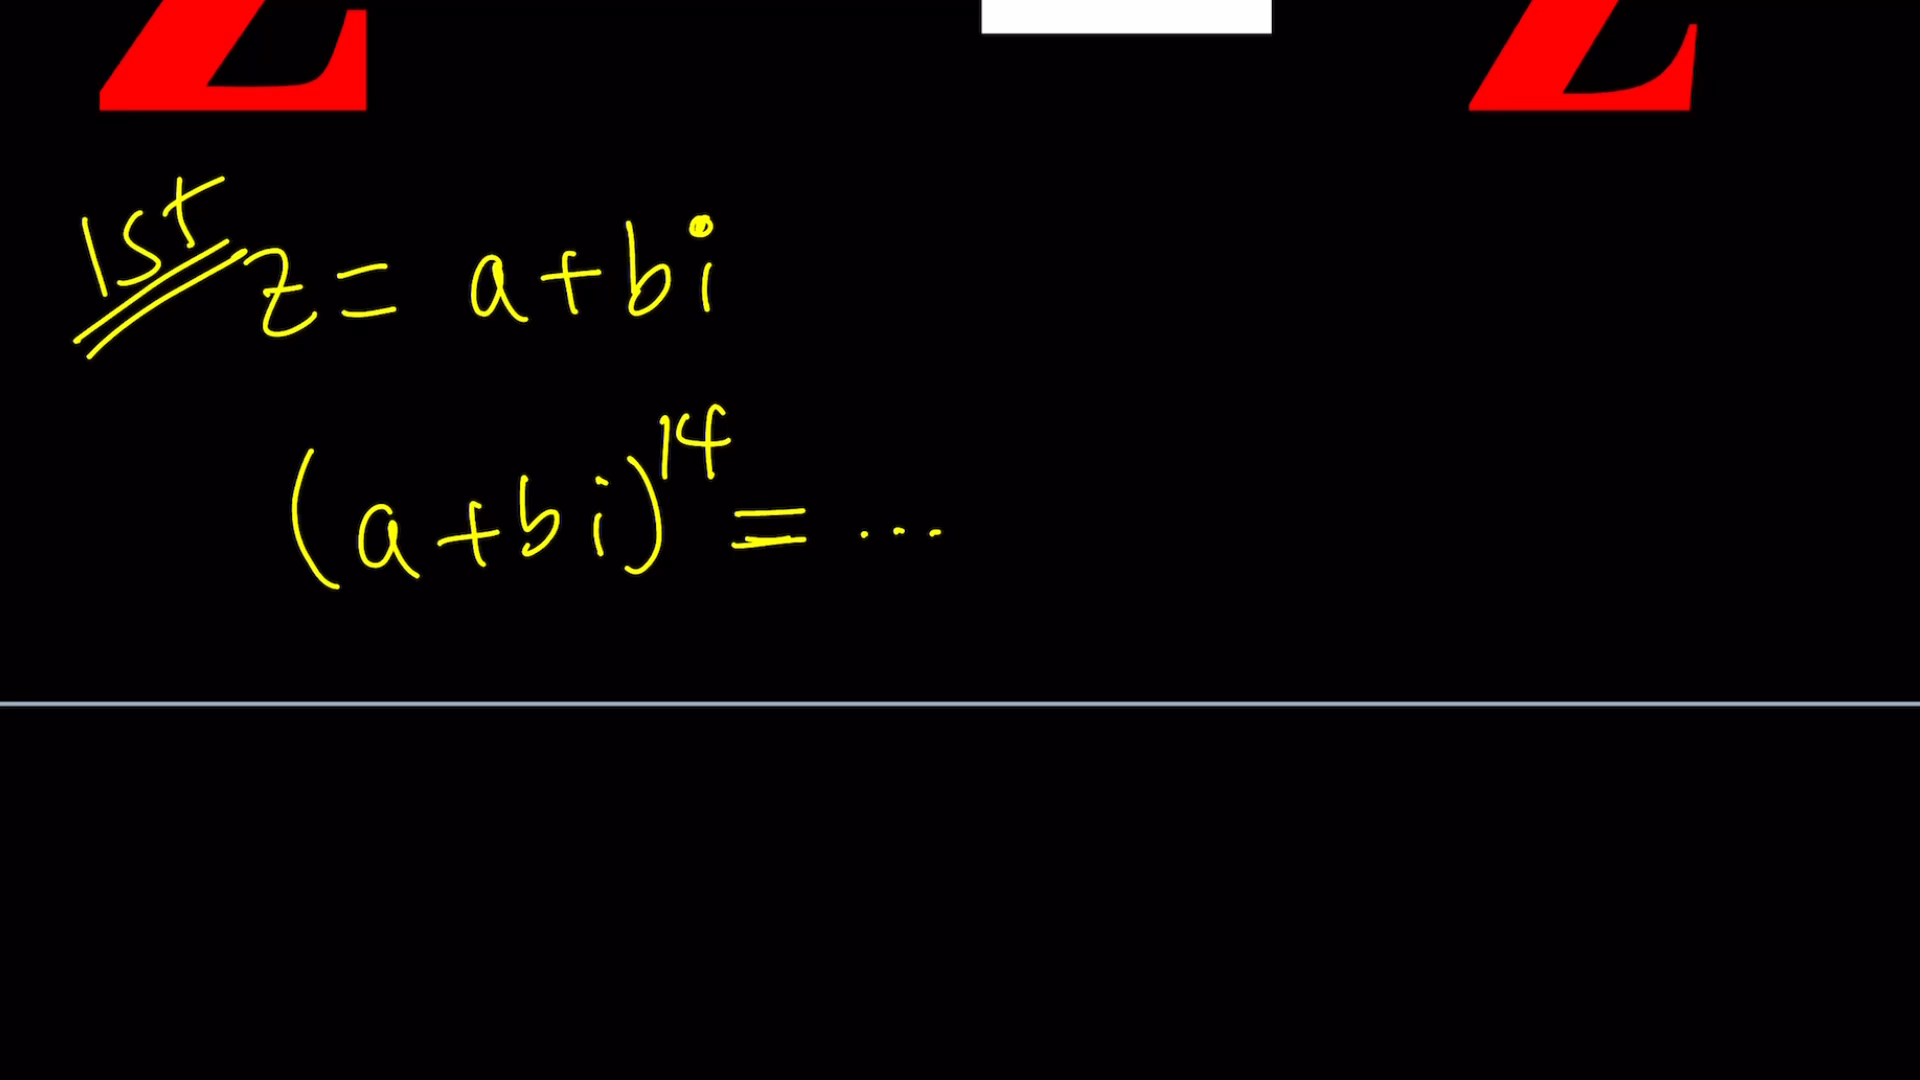 z z
1st z = a + bi
(a + bi)^14 = ...